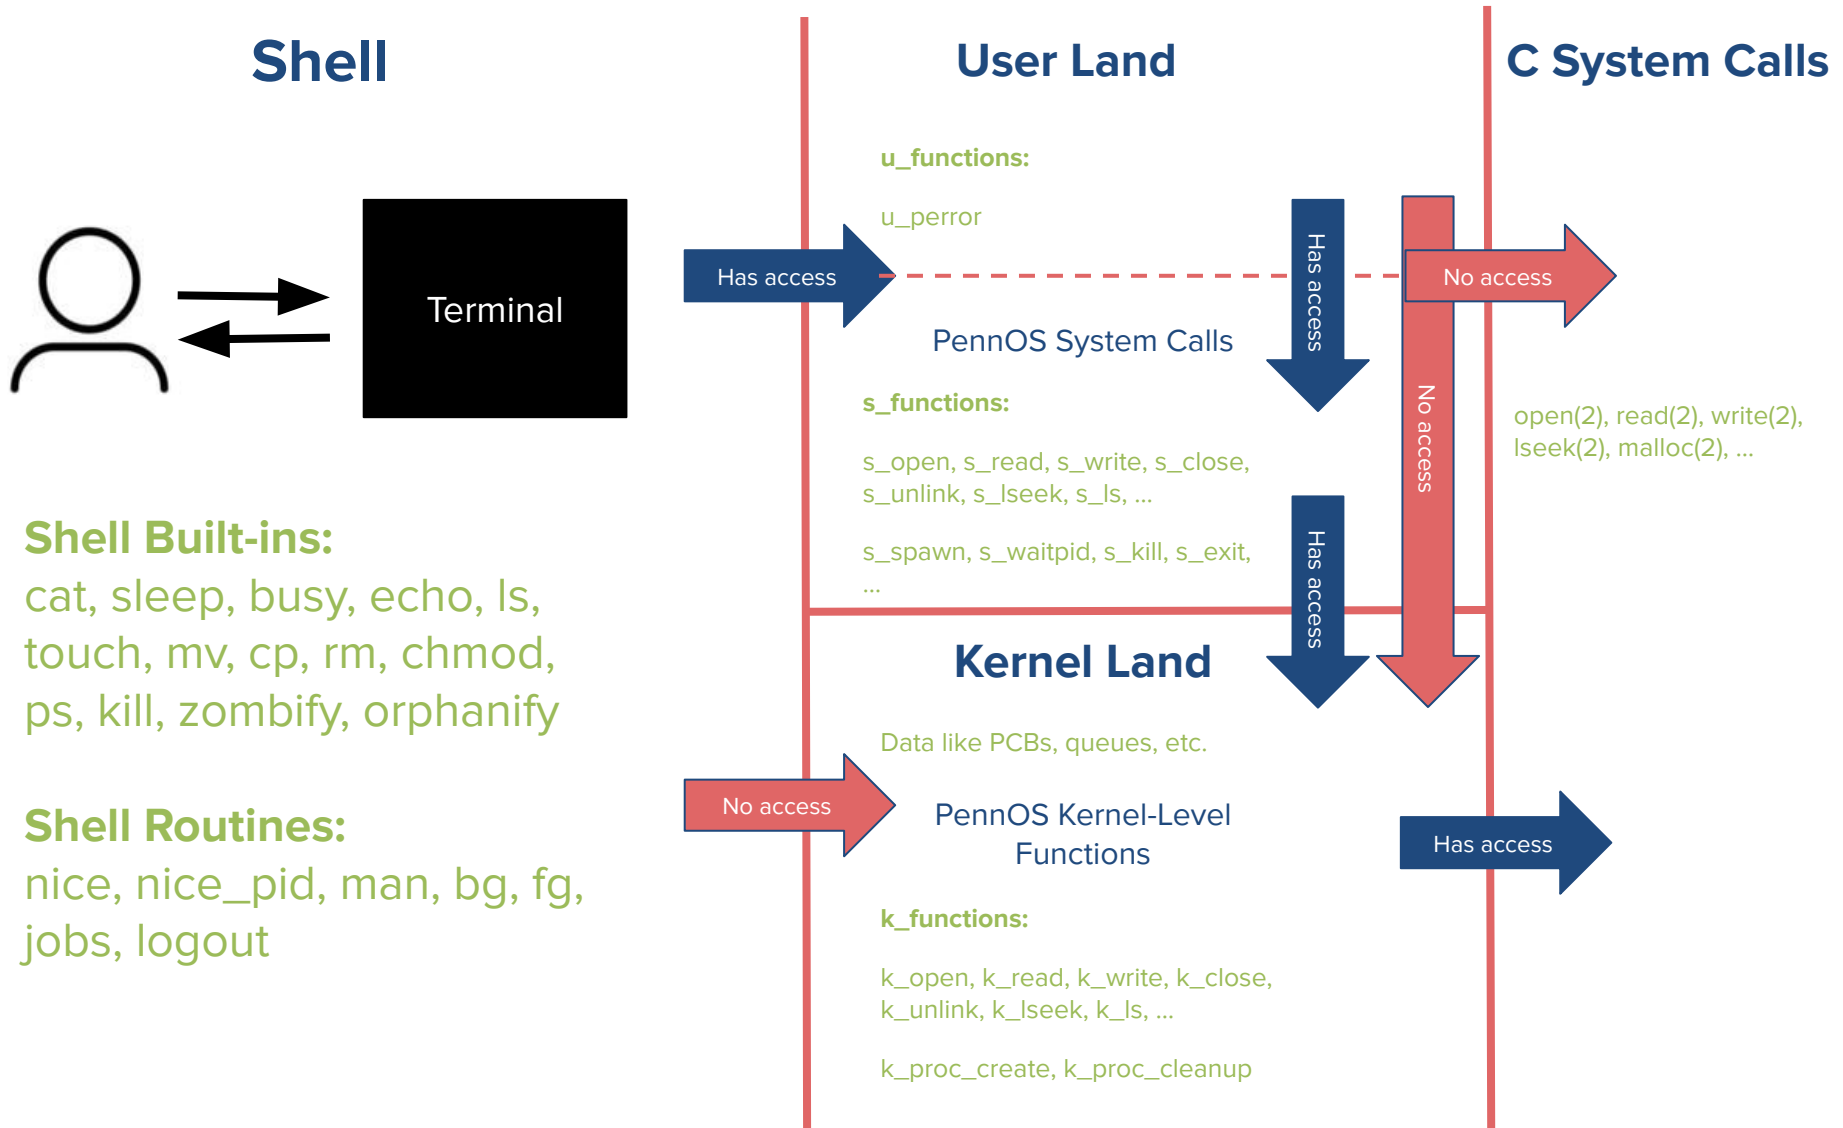 Shell
Terminal
Shell Built-ins:
cat, sleep, busy, echo, ls,
touch, mv, cp, rm, chmod,
ps, kill, zombify, orphanify
Shell Routines:
nice, nice_pid, man, bg, fg,
jobs, logout
Has access
No access
User Land
u_functions:
u_perror
PennOS System Calls
s_functions:
s_open, s_read, s_write, s_close,
s_unlink, s_lseek, s_ls, ...
s_spawn, s_waitpid, s_kill, s_exit,
...
Has access
Has access
No access
No access
Kernel Land
Data like PCBs, queues, etc.
PennOS Kernel-Level
Functions
k_functions:
k_open, k_read, k_write, k_close,
k_unlink, k_lseek, k_ls, ...
k_proc_create, k_proc_cleanup
Has access
C System Calls
open(2), read(2), write(2),
lseek(2), malloc(2), ...